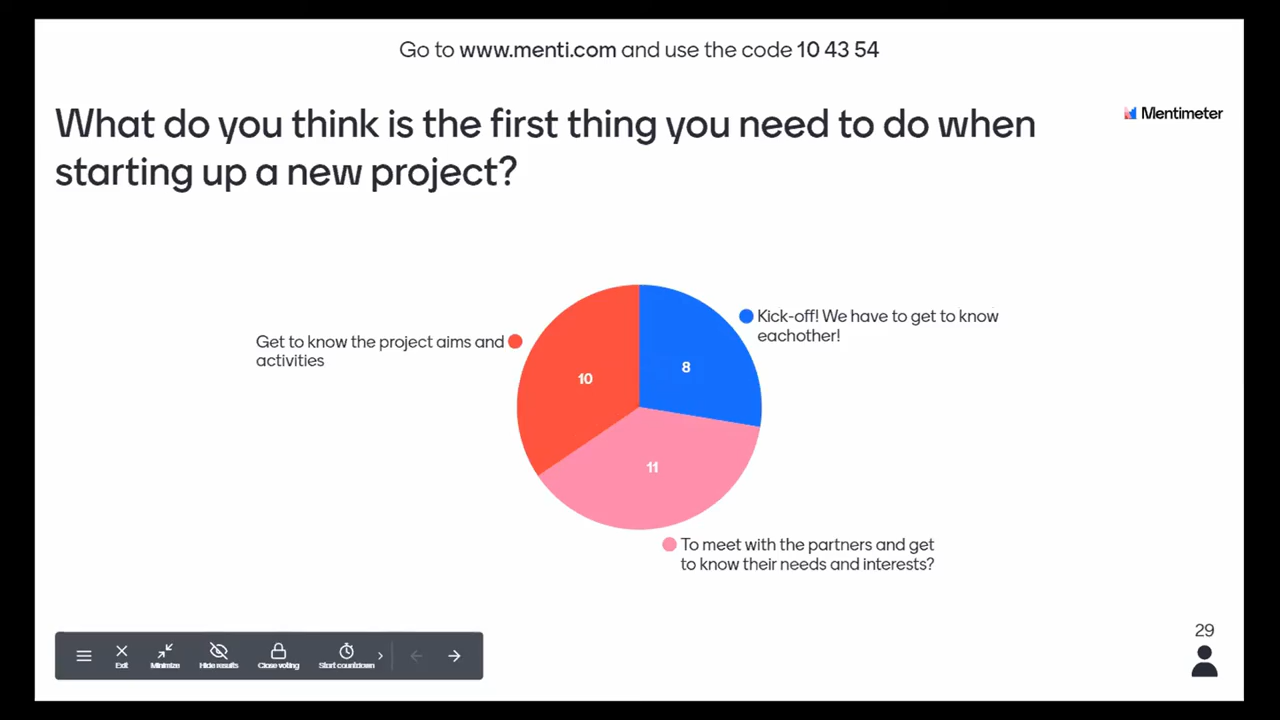 Go to www.menti.com and use the code 10 43 54
What do you think is the first thing you need to do when
starting up a new project?
Mentimeter
Kick-off! We have to get to know
eachother!
Get to know the project aims and
activities
10
8
11
To meet with the partners and get
to know their needs and interests?
29
Exit
Minimize
Hide results
Close voting
Start countdown